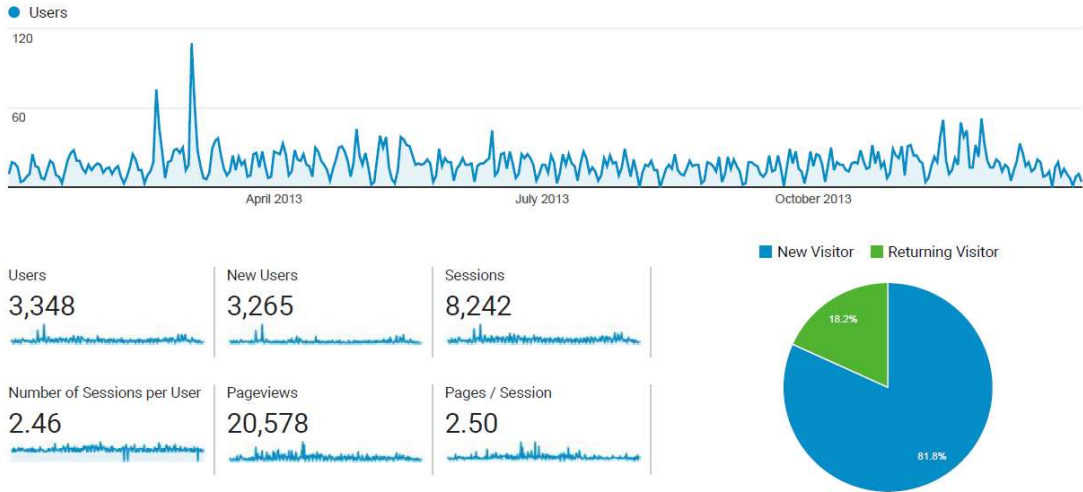 Users
120
60
April 2013
July 2013
October 2013
New Visitor
Returning Visitor
Users
3,348
New Users
3,265
Sessions
8,242
Number of Sessions per User
2.46
Pageviews
20,578
Pages / Session
2.50
18.2%
81.8%